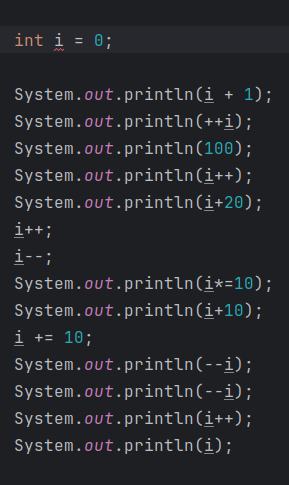 int i = 0;
System.out.println(i + 1);
System.out.println(++i);
System.out.println(100);
System.out.println(i++);
System.out.println(i+20);
i++;
i--;
System.out.println(i*=10);
System.out.println(i+10);
i += 10;
System.out.println(--i);
System.out.println(--i);
System.out.println(i++);
System.out.println(i);